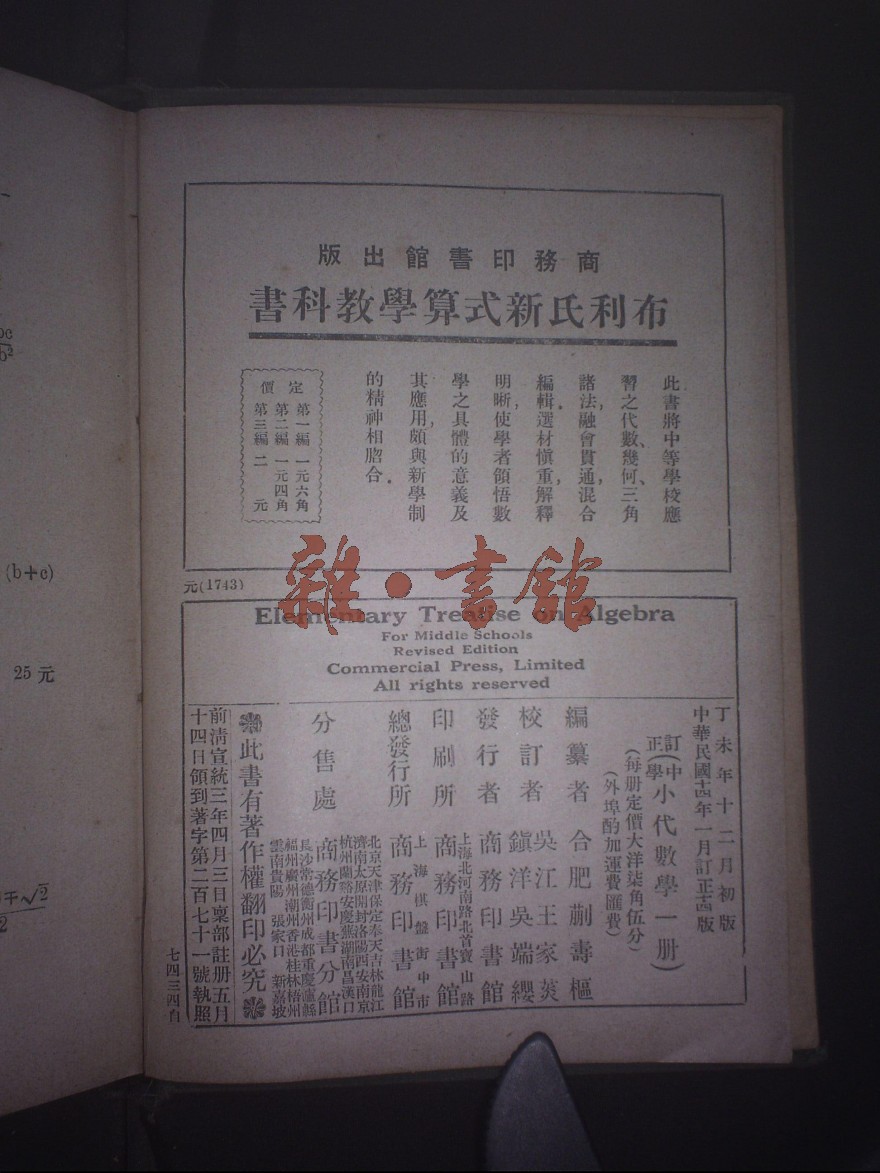 商務印書館出版
布利氏新式算學教科書
此書將中等學校應
習之代數、幾何、三角
諸法,融會貫通,混合
編輯.選材愼重,解釋
明晰,使學者領悟數
學之具體的意義及
其應用,頗與新學制
的精神相脗合.
定價
第一編 一元六角
第二編 一元四角
第三編 二元
元(1743)
Elementary Treatise on Algebra
For Middle Schools
Revised Edition
Commercial Press, Limited
All rights reserved
丁未年十二月初版
中華民國十四年一月訂正十四版
訂正(中學)小代數學一册)
(每册定價大洋柒角伍分)
(外埠酌加運費匯費)
編纂者 合肥蒯壽樞
校訂者 吳江王家菼
鎭洋吳端纓
發行者 商務印書館
印刷所 上海北河南路北首寶山路
商務印書館
總發行所 上海棋盤街中市
商務印書館
分售處
北京天津保定奉天吉林龍江
濟南太原開封洛陽西安南京
杭州蘭谿安慶蕪湖南昌漢口
商務印書分館
長沙常德衡州成都重慶瀘縣
福州廣州潮州香港桂林梧州
雲南貴陽 張家口 新嘉坡
此書有著作權翻印必究
前淸宣統三年四月三日稟部註册五月
十四日領到著字第二百七十一號執照
七四三四自
雜·書館
(b+c)
25元